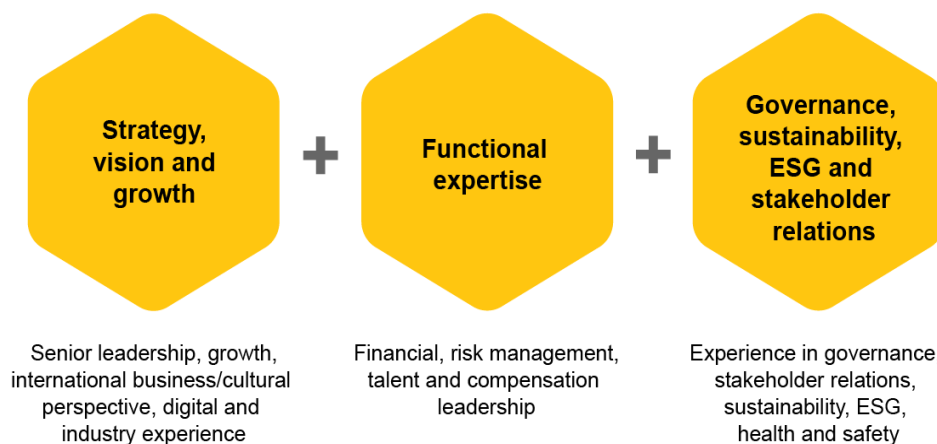 Strategy,
vision and
growth
+
Functional
expertise
+
Governance,
sustainability,
ESG and
stakeholder
relations
Senior leadership, growth,
international business/cultural
perspective, digital and
industry experience
Financial, risk management,
talent and compensation
leadership
Experience in governance
stakeholder relations,
sustainability, ESG,
health and safety